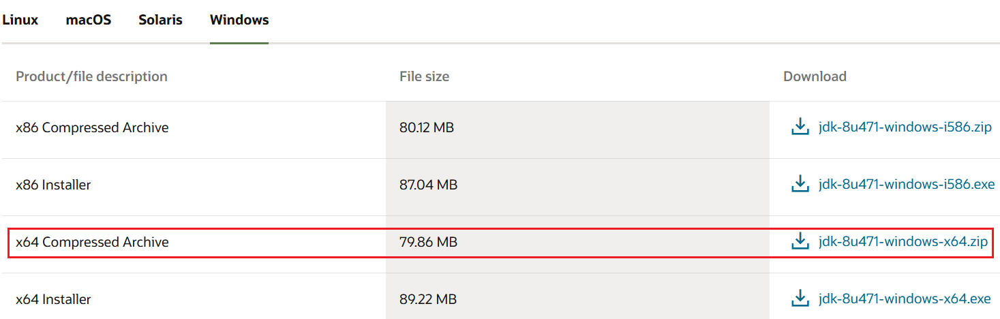 Linux macOS Solaris Windows
Product/file description File size Download
x86 Compressed Archive 80.12 MB jdk-8u471-windows-i586.zip
x86 Installer 87.04 MB jdk-8u471-windows-i586.exe
x64 Compressed Archive 79.86 MB jdk-8u471-windows-x64.zip
x64 Installer 89.22 MB jdk-8u471-windows-x64.exe